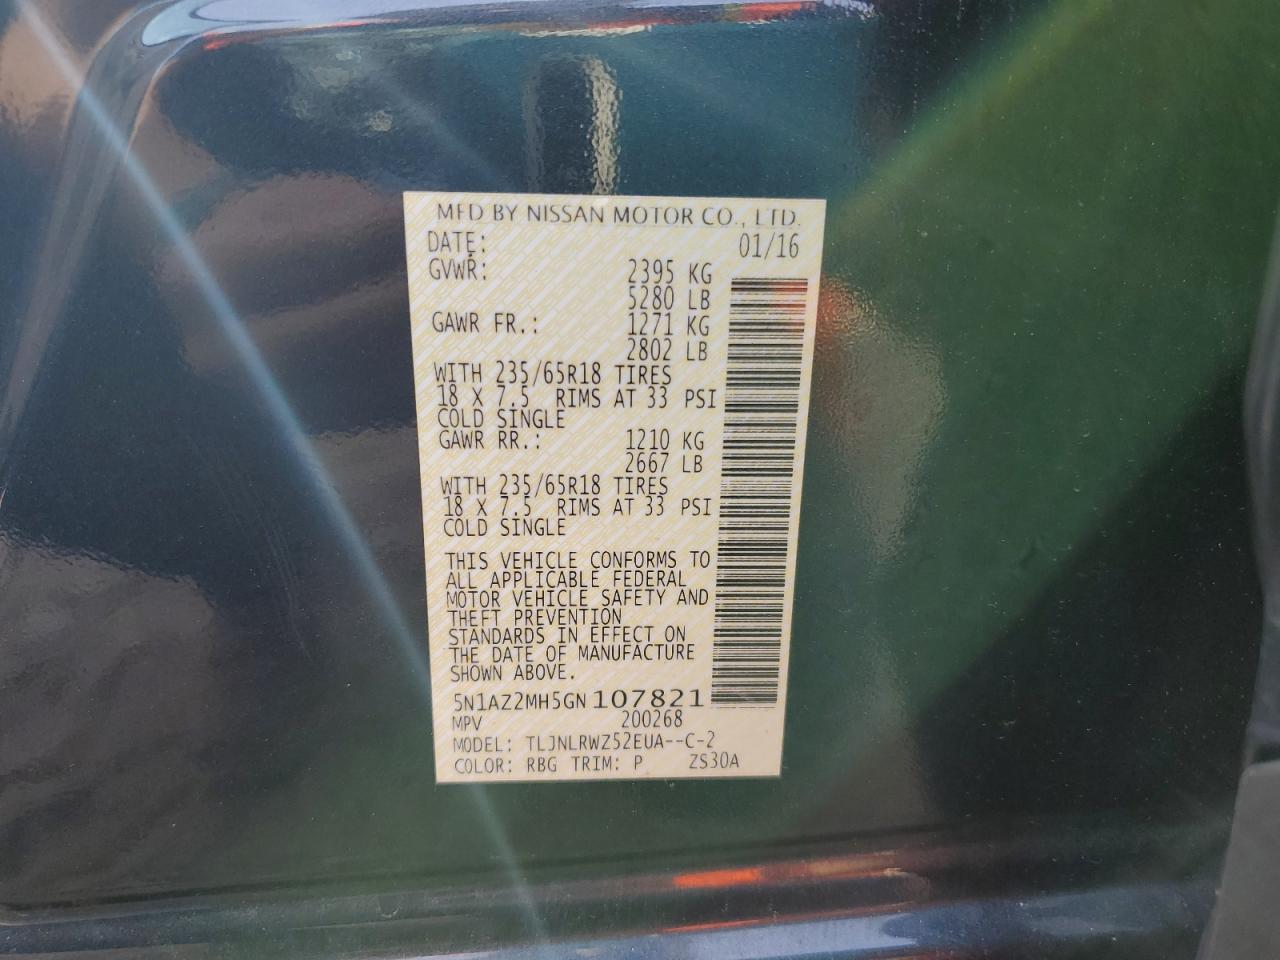 MFD BY NISSAN MOTOR CO., LTD.
DATE: 01/16
GVWR: 2395 KG
5280 LB
GAWR FR.: 1271 KG
2802 LB
WITH 235/65R18 TIRES
18 X 7.5 RIMS AT 33 PSI
COLD SINGLE
GAWR RR.: 1210 KG
2667 LB
WITH 235/65R18 TIRES
18 X 7.5 RIMS AT 33 PSI
COLD SINGLE
THIS VEHICLE CONFORMS TO
ALL APPLICABLE FEDERAL
MOTOR VEHICLE SAFETY AND
THEFT PREVENTION
STANDARDS IN EFFECT ON
THE DATE OF MANUFACTURE
SHOWN ABOVE.
5N1AZ2MH5GN107821
MPV 200268
MODEL: TLJNLRWZ52EUA--C-2
COLOR: RBG TRIM: P ZS30A